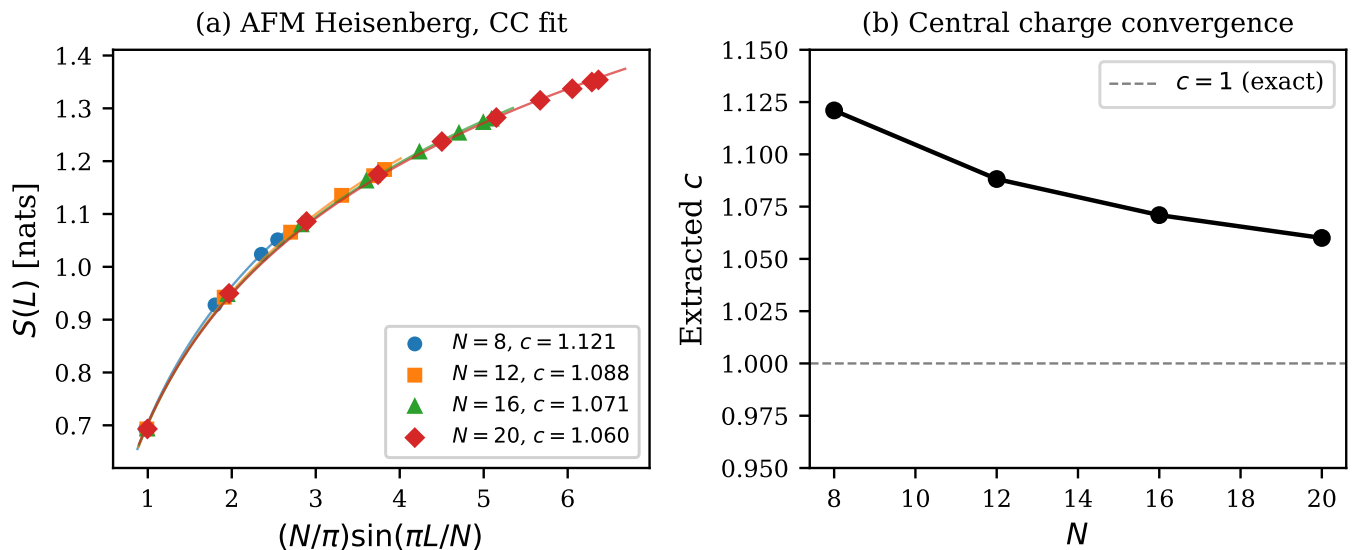 (a) AFM Heisenberg, CC fit
S(L) [nats]
1.4
1.3
1.2
1.1
1.0
0.9
0.8
0.7
1 2 3 4 5 6
(N/π)sin(πL/N)
N = 8, c = 1.121
N = 12, c = 1.088
N = 16, c = 1.071
N = 20, c = 1.060
(b) Central charge convergence
Extracted c
1.150
1.125
1.100
1.075
1.050
1.025
1.000
0.975
0.950
8 10 12 14 16 18 20
N
c = 1 (exact)